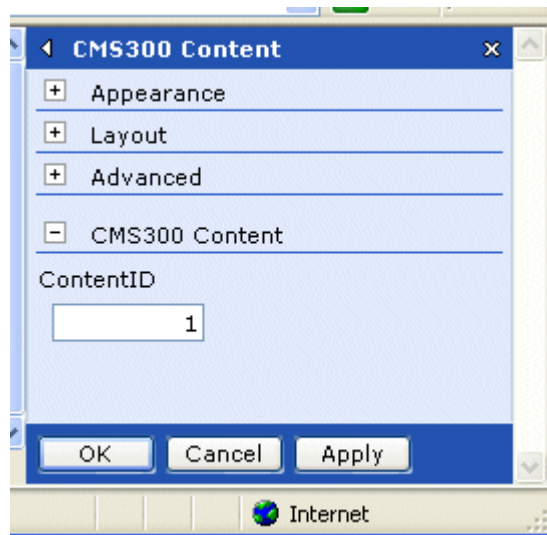 CMS300 Content
Appearance
Layout
Advanced
CMS300 Content
ContentID
1
OK Cancel Apply
Internet